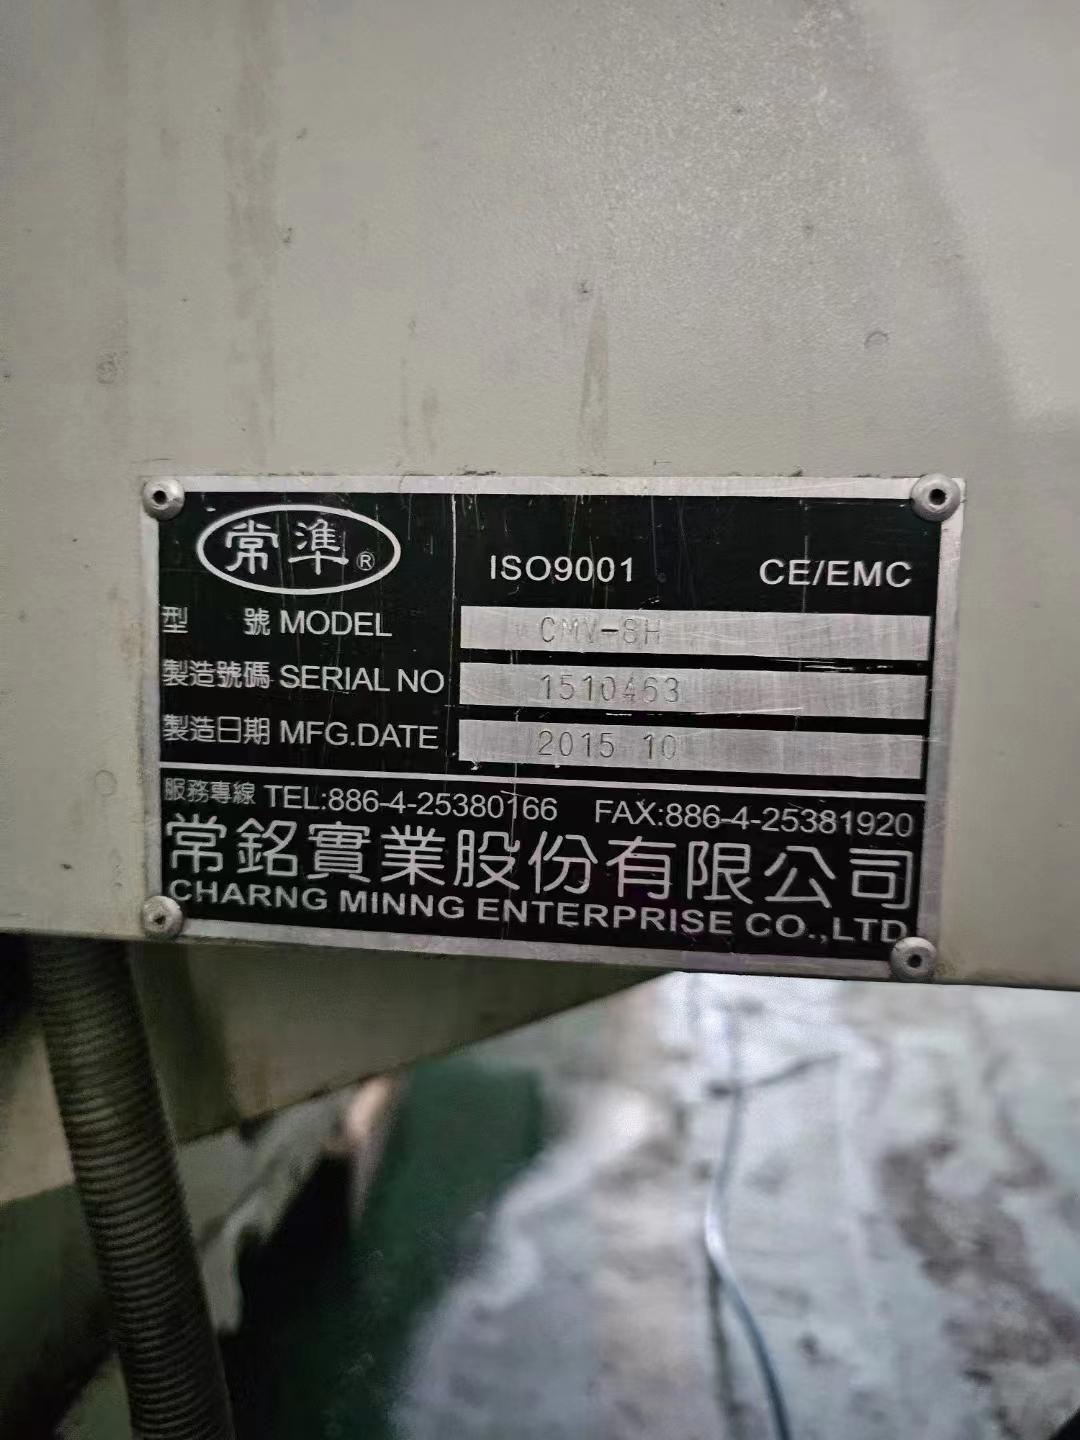 常準®
ISO9001 CE/EMC
型 號 MODEL CMV-8H
製造號碼 SERIAL NO 1510463
製造日期 MFG.DATE 2015 10
服務專線 TEL:886-4-25380166 FAX:886-4-25381920
常銘實業股份有限公司
CHARNG MINNG ENTERPRISE CO.,LTD